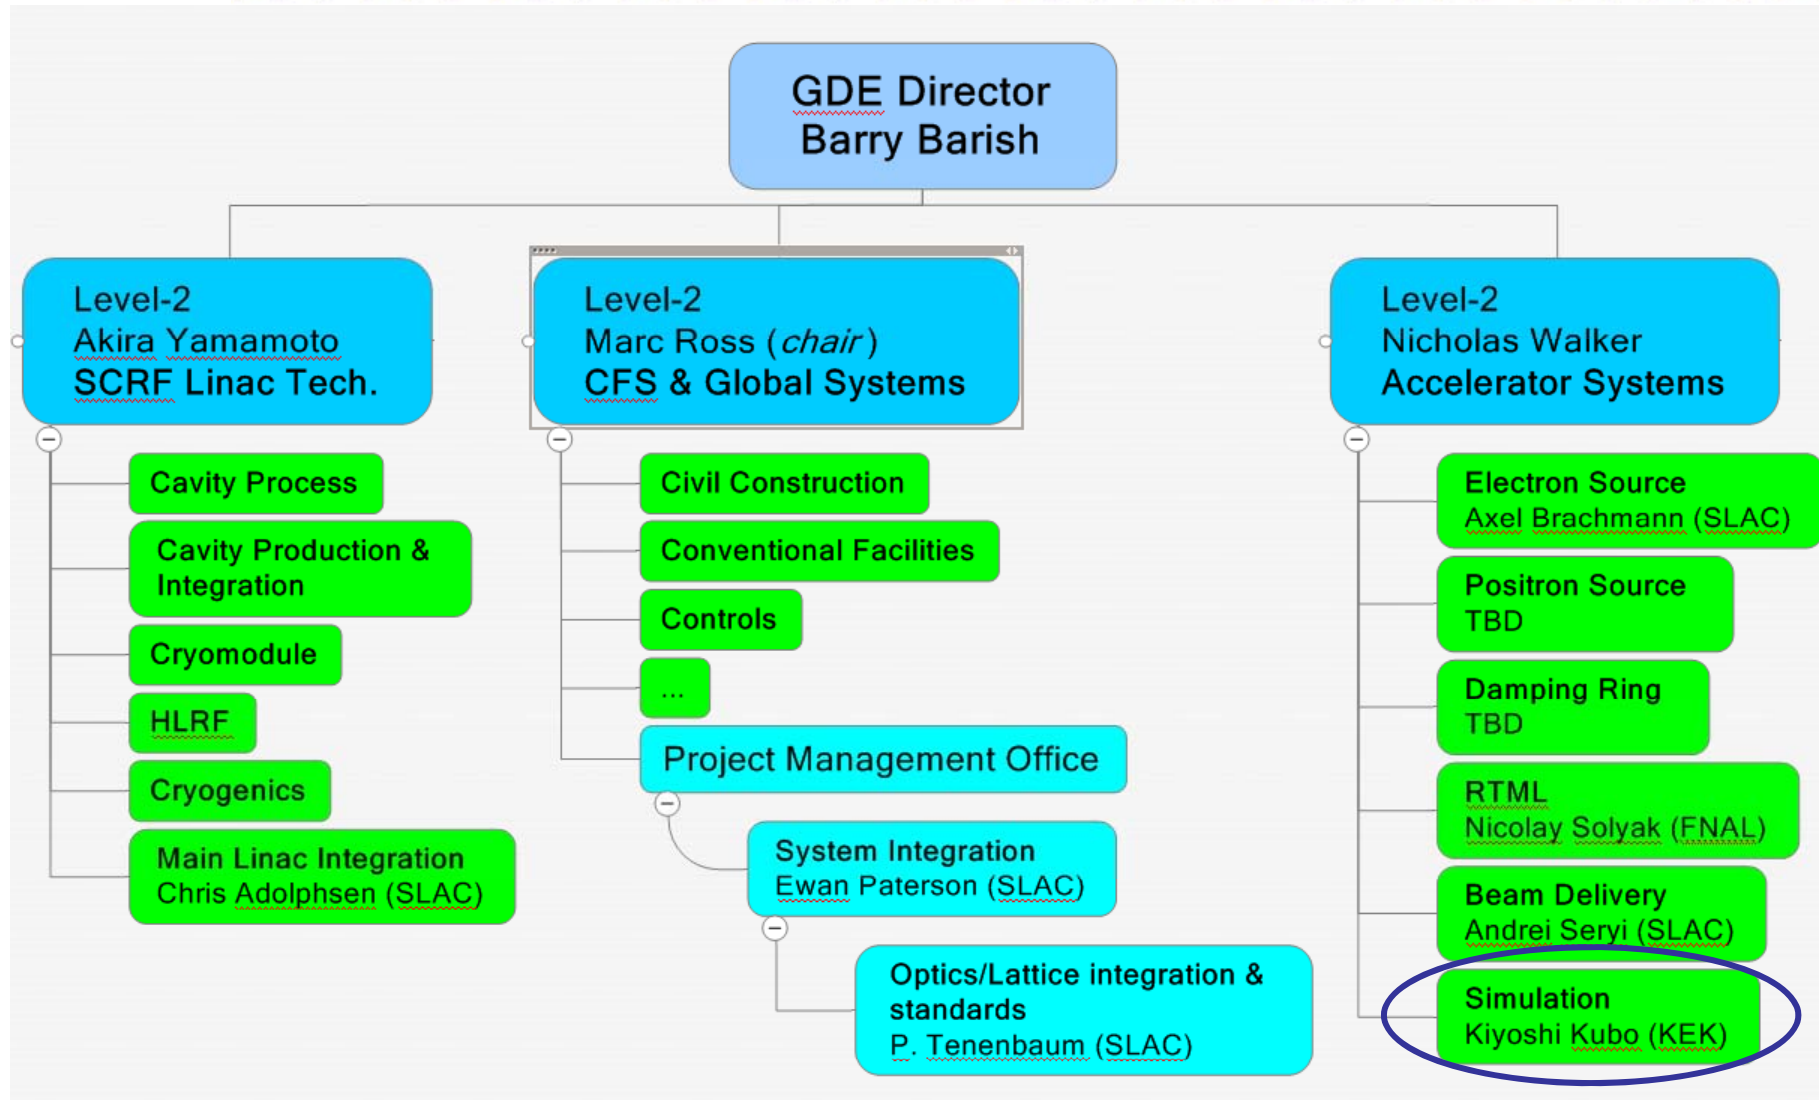 GDE Director
Barry Barish
Level-2
Akira Yamamoto
SCRF Linac Tech.
Cavity Process
Cavity Production &
Integration
Cryomodule
HLRF
Cryogenics
Main Linac Integration
Chris Adolphsen (SLAC)
Level-2
Marc Ross (chair)
CFS & Global Systems
Civil Construction
Conventional Facilities
Controls
...
Project Management Office
System Integration
Ewan Paterson (SLAC)
Optics/Lattice integration &
standards
P. Tenenbaum (SLAC)
Level-2
Nicholas Walker
Accelerator Systems
Electron Source
Axel Brachmann (SLAC)
Positron Source
TBD
Damping Ring
TBD
RTML
Nicolay Solyak (FNAL)
Beam Delivery
Andrei Seryi (SLAC)
Simulation
Kiyoshi Kubo (KEK)